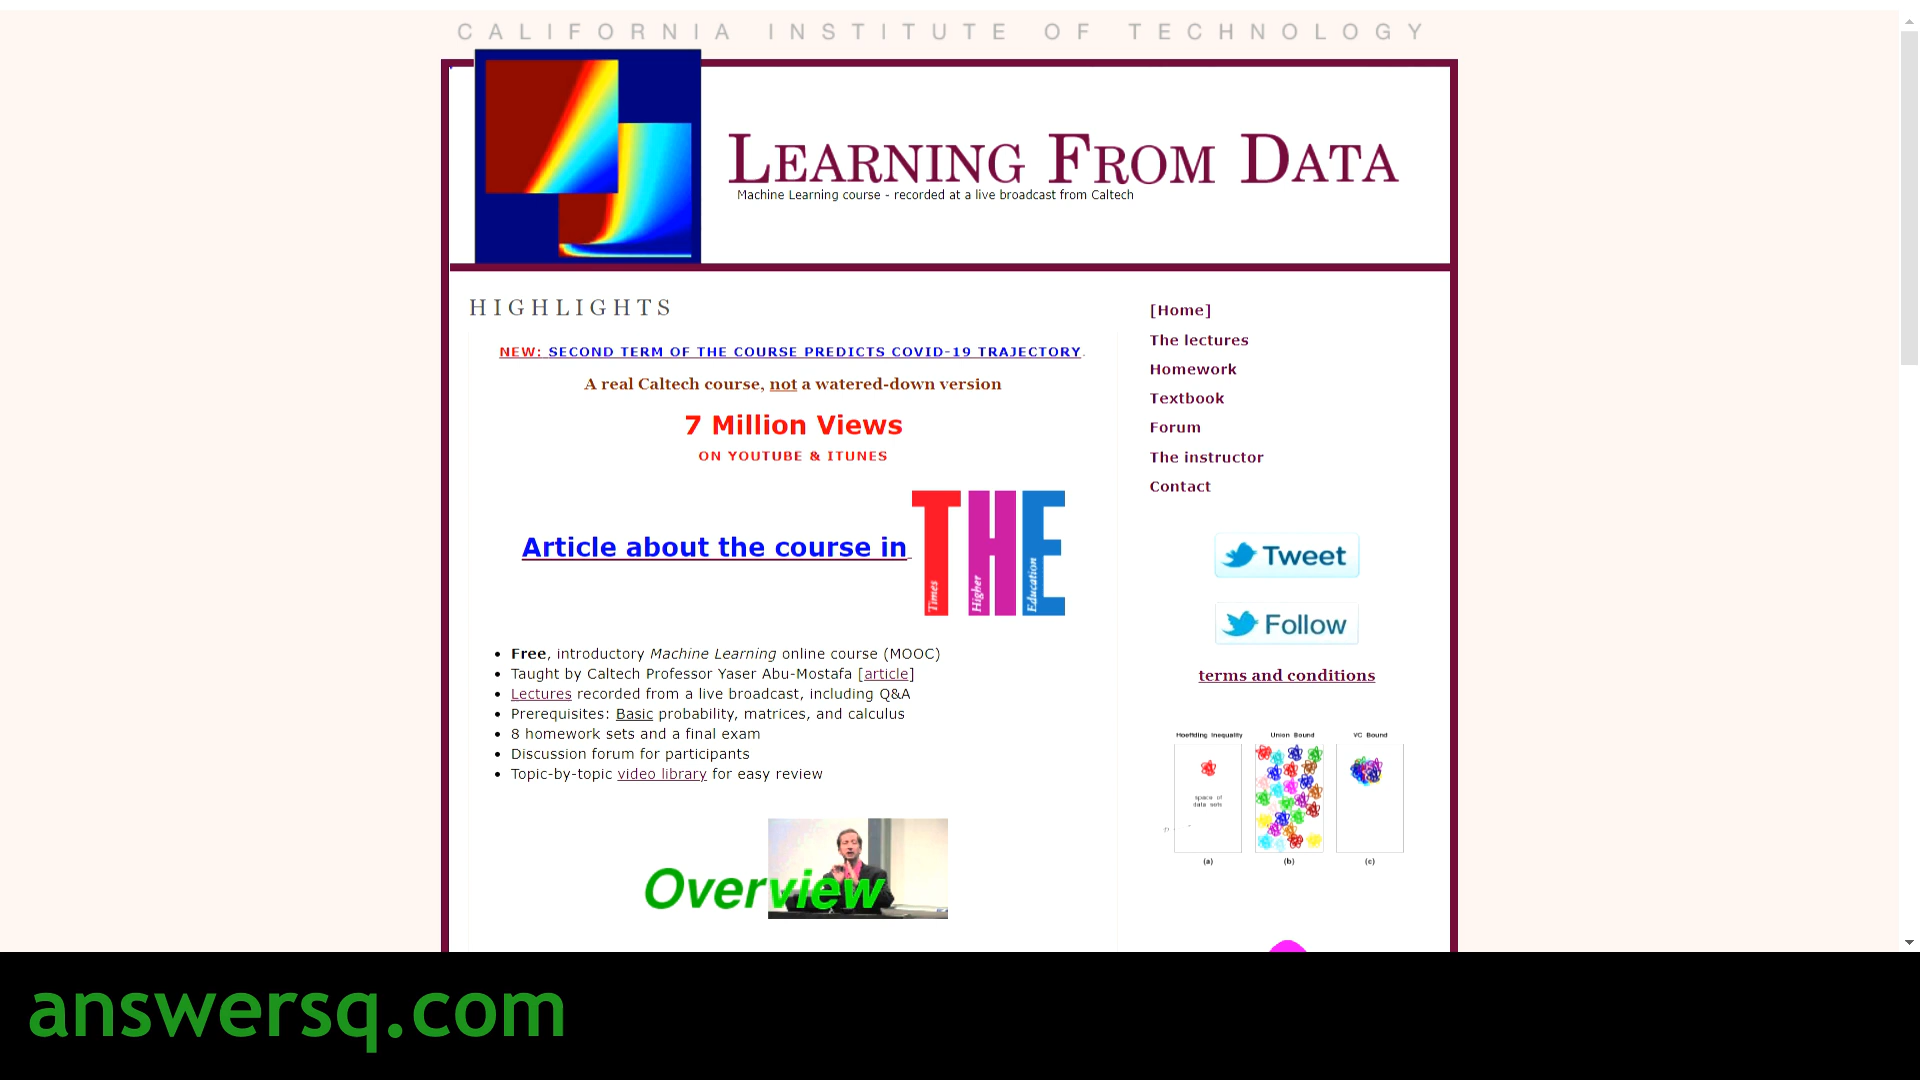 CALIFORNIA INSTITUTE OF TECHNOLOGY
LEARNING FROM DATA
Machine Learning course - recorded at a live broadcast from Caltech
HIGHLIGHTS
NEW: SECOND TERM OF THE COURSE PREDICTS COVID-19 TRAJECTORY.
A real Caltech course, not a watered-down version
7 Million Views
ON YOUTUBE & ITUNES
Article about the course in
THE
Times Higher Education
• Free, introductory Machine Learning online course (MOOC)
• Taught by Caltech Professor Yaser Abu-Mostafa [article]
• Lectures recorded from a live broadcast, including Q&A
• Prerequisites: Basic probability, matrices, and calculus
• 8 homework sets and a final exam
• Discussion forum for participants
• Topic-by-topic video library for easy review
Overview
[Home]
The lectures
Homework
Textbook
Forum
The instructor
Contact
Tweet
Follow
terms and conditions
Hoeffding Inequality Union Bound VC Bound
space of
data sets
(a) (b) (c)
answersq.com